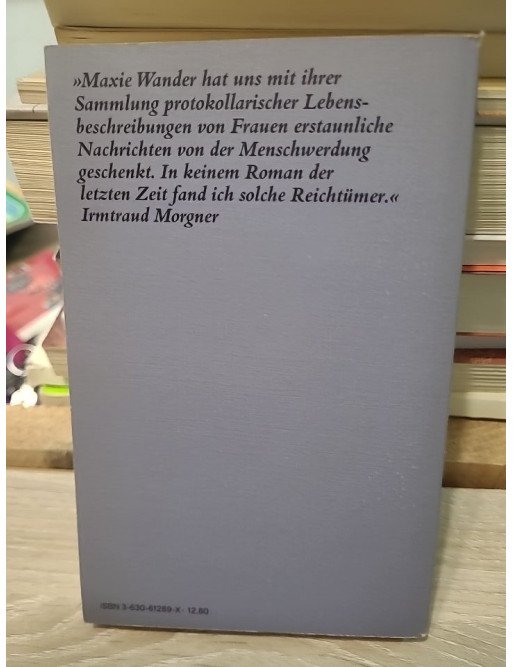 »Maxie Wander hat uns mit ihrer
Sammlung protokollarischer Lebens-
beschreibungen von Frauen erstaunliche
Nachrichten von der Menschwerdung
geschenkt. In keinem Roman der
letzten Zeit fand ich solche Reichtümer.«
Irmtraud Morgner
ISBN 3-630-61289-X · 12.80